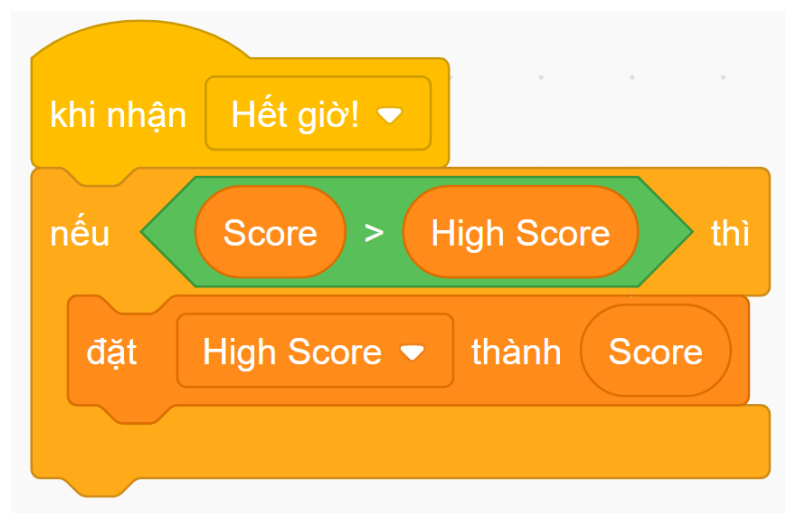 khi nhận Hết giờ!
nếu Score > High Score thì
đặt High Score thành Score